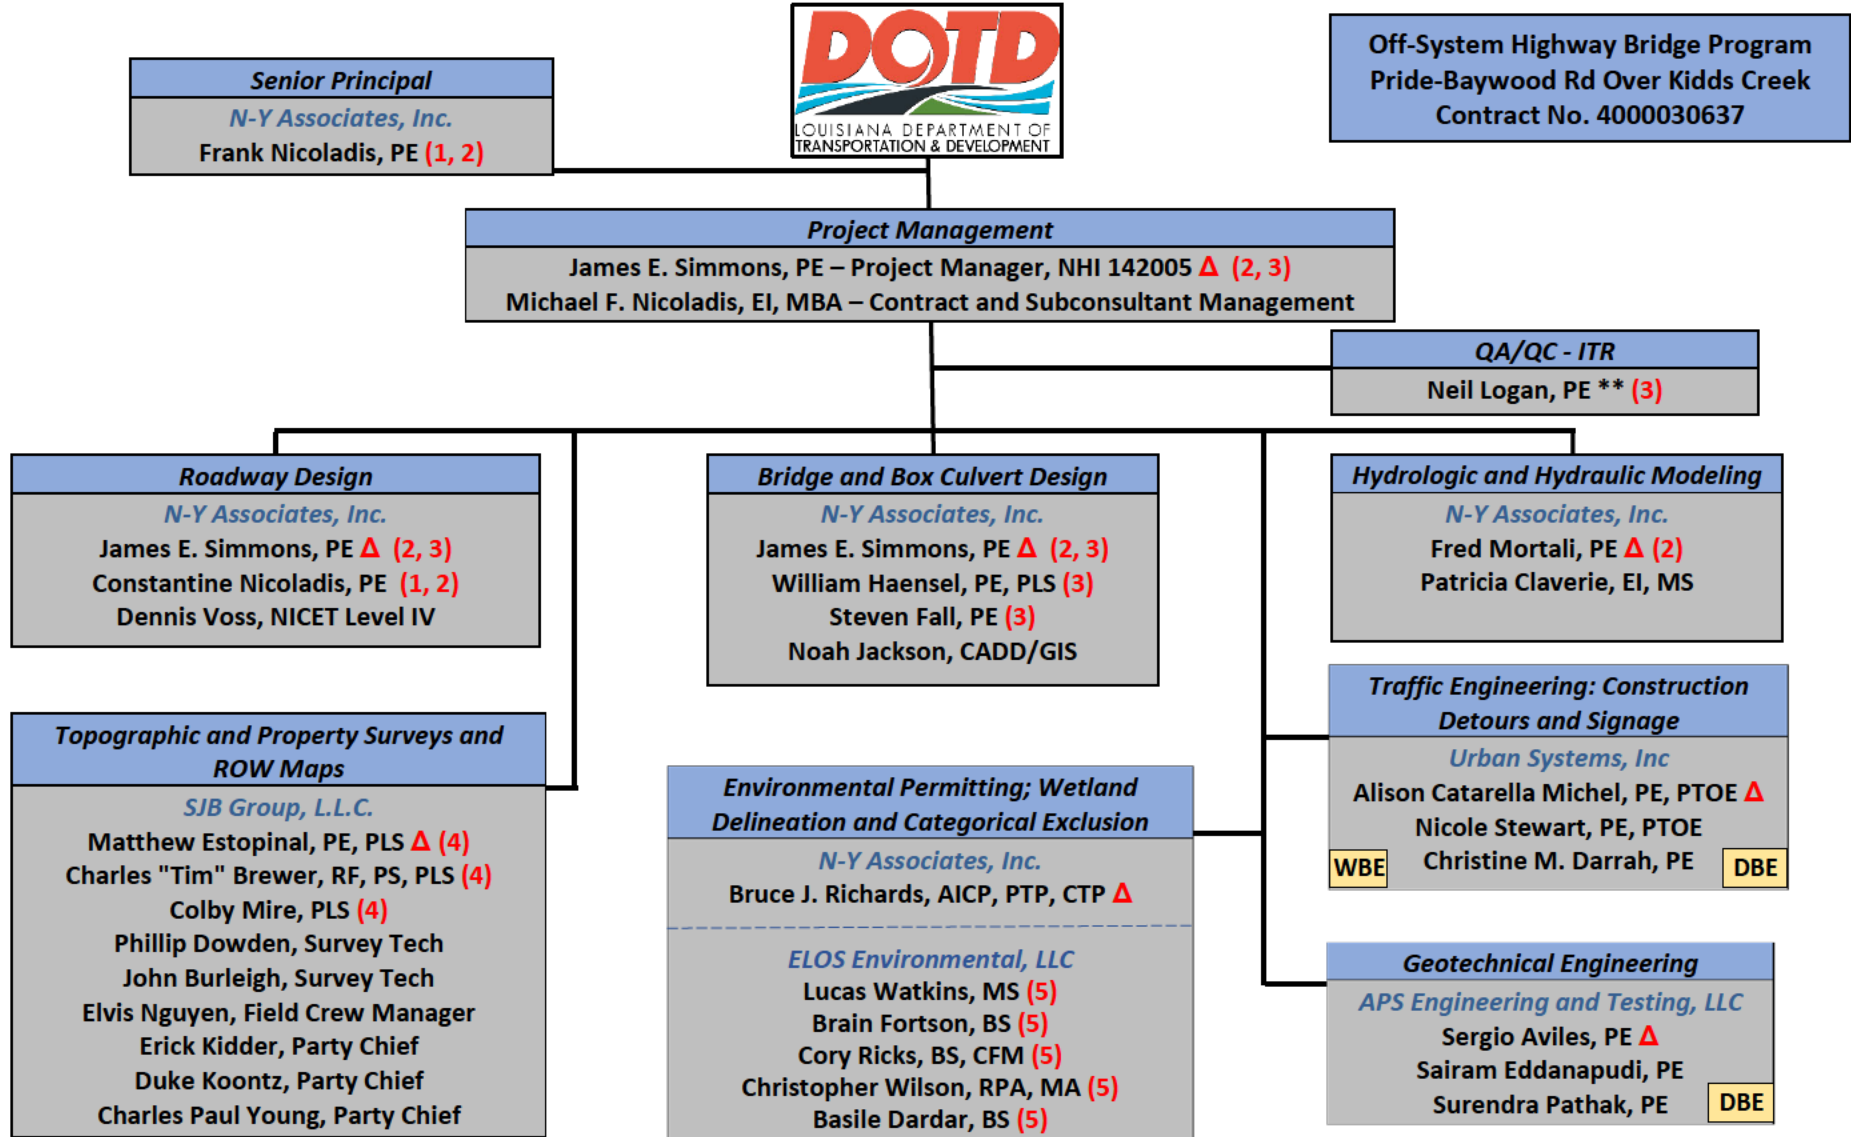 DOTD
LOUISIANA DEPARTMENT OF
TRANSPORTATION & DEVELOPMENT
Off-System Highway Bridge Program
Pride-Baywood Rd Over Kidds Creek
Contract No. 4000030637
Senior Principal
N-Y Associates, Inc.
Frank Nicoladis, PE (1, 2)
Project Management
James E. Simmons, PE – Project Manager, NHI 142005 Δ (2, 3)
Michael F. Nicoladis, EI, MBA – Contract and Subconsultant Management
QA/QC - ITR
Neil Logan, PE ** (3)
Roadway Design
N-Y Associates, Inc.
James E. Simmons, PE Δ (2, 3)
Constantine Nicoladis, PE (1, 2)
Dennis Voss, NICET Level IV
Bridge and Box Culvert Design
N-Y Associates, Inc.
James E. Simmons, PE Δ (2, 3)
William Haensel, PE, PLS (3)
Steven Fall, PE (3)
Noah Jackson, CADD/GIS
Hydrologic and Hydraulic Modeling
N-Y Associates, Inc.
Fred Mortali, PE Δ (2)
Patricia Claverie, EI, MS
Topographic and Property Surveys and
ROW Maps
SJB Group, L.L.C.
Matthew Estopinal, PE, PLS Δ (4)
Charles "Tim" Brewer, RF, PS, PLS (4)
Colby Mire, PLS (4)
Phillip Dowden, Survey Tech
John Burleigh, Survey Tech
Elvis Nguyen, Field Crew Manager
Erick Kidder, Party Chief
Duke Koontz, Party Chief
Charles Paul Young, Party Chief
Environmental Permitting; Wetland
Delineation and Categorical Exclusion
N-Y Associates, Inc.
Bruce J. Richards, AICP, PTP, CTP Δ
ELOS Environmental, LLC
Lucas Watkins, MS (5)
Brain Fortson, BS (5)
Cory Ricks, BS, CFM (5)
Christopher Wilson, RPA, MA (5)
Basile Dardar, BS (5)
Traffic Engineering: Construction
Detours and Signage
Urban Systems, Inc
Alison Catarella Michel, PE, PTOE Δ
Nicole Stewart, PE, PTOE
Christine M. Darrah, PE
WBE
DBE
Geotechnical Engineering
APS Engineering and Testing, LLC
Sergio Aviles, PE Δ
Sairam Eddanapudi, PE
Surendra Pathak, PE
DBE